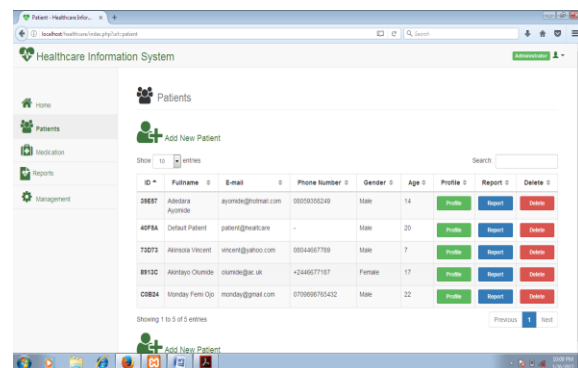 Patient - Healthcare Infor...
localhost/healthcare/index.php?url=patient
Search
Healthcare Information System
Administrator
Home
Patients
Medication
Reports
Management
Patients
Add New Patient
Show 10 entries
Search:
ID Fullname E-mail Phone Number Gender Age Profile Report Delete
39E57 Adedara Ayomide ayomide@hotmail.com 08059356249 Male 14 Profile Report Delete
40F5A Default Patient patient@healtcare - Male 20 Profile Report Delete
73D73 Akinsola Vincent vincent@yahoo.com 08044667789 Male 7 Profile Report Delete
8913C Akintayo Olumide olumide@ac.uk +2446677187 Female 17 Profile Report Delete
C0B24 Monday Femi Ojo monday@gmail.com 0709898765432 Male 22 Profile Report Delete
Showing 1 to 5 of 5 entries
Previous 1 Next
Add New Patient
10:08 PM